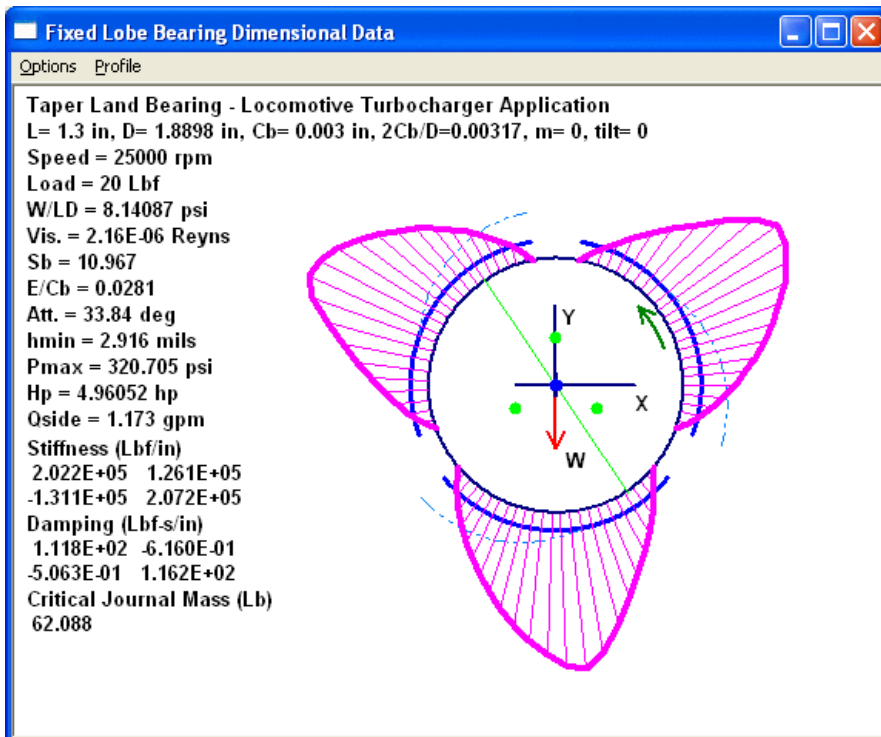 Fixed Lobe Bearing Dimensional Data
Options Profile
Taper Land Bearing - Locomotive Turbocharger Application
L= 1.3 in, D= 1.8898 in, Cb= 0.003 in, 2Cb/D=0.00317, m= 0, tilt= 0
Speed = 25000 rpm
Load = 20 Lbf
W/LD = 8.14087 psi
Vis. = 2.16E-06 Reyns
Sb = 10.967
E/Cb = 0.0281
Att. = 33.84 deg
hmin = 2.916 mils
Pmax = 320.705 psi
Hp = 4.96052 hp
Qside = 1.173 gpm
Stiffness (Lbf/in)
2.022E+05 1.261E+05
-1.311E+05 2.072E+05
Damping (Lbf-s/in)
1.118E+02 -6.160E-01
-5.063E-01 1.162E+02
Critical Journal Mass (Lb)
62.088
Y
X
W